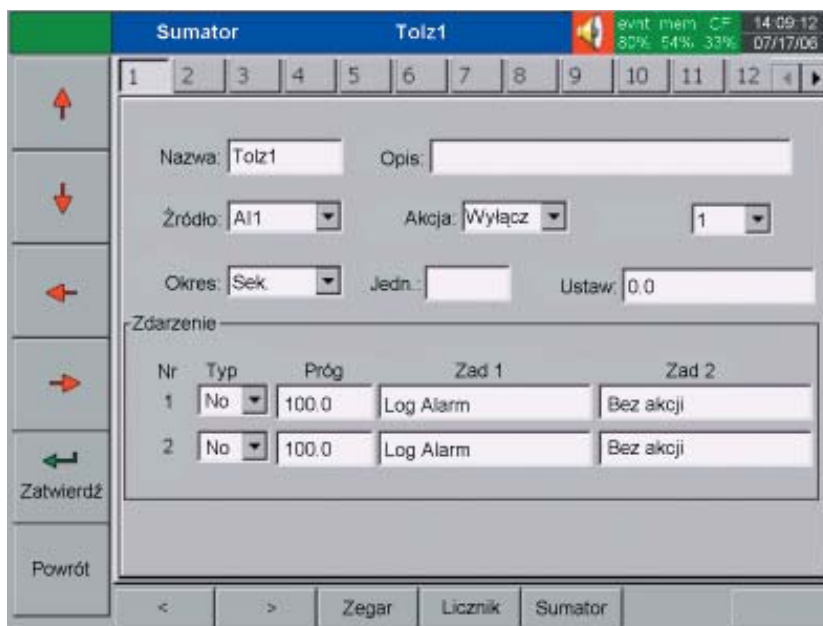 Sumator Tolz1 evnt mem CF 14:09:12
80% 54% 33% 07/17/06
1 2 3 4 5 6 7 8 9 10 11 12
Nazwa: Tolz1 Opis:
Źródło: AI1 Akcja: Wyłącz 1
Okres: Sek. Jedn.: Ustaw: 0.0
Zdarzenie
Nr Typ Próg Zad 1 Zad 2
1 No 100.0 Log Alarm Bez akcji
2 No 100.0 Log Alarm Bez akcji
Zatwierdź
Powrót
< > Zegar Licznik Sumator